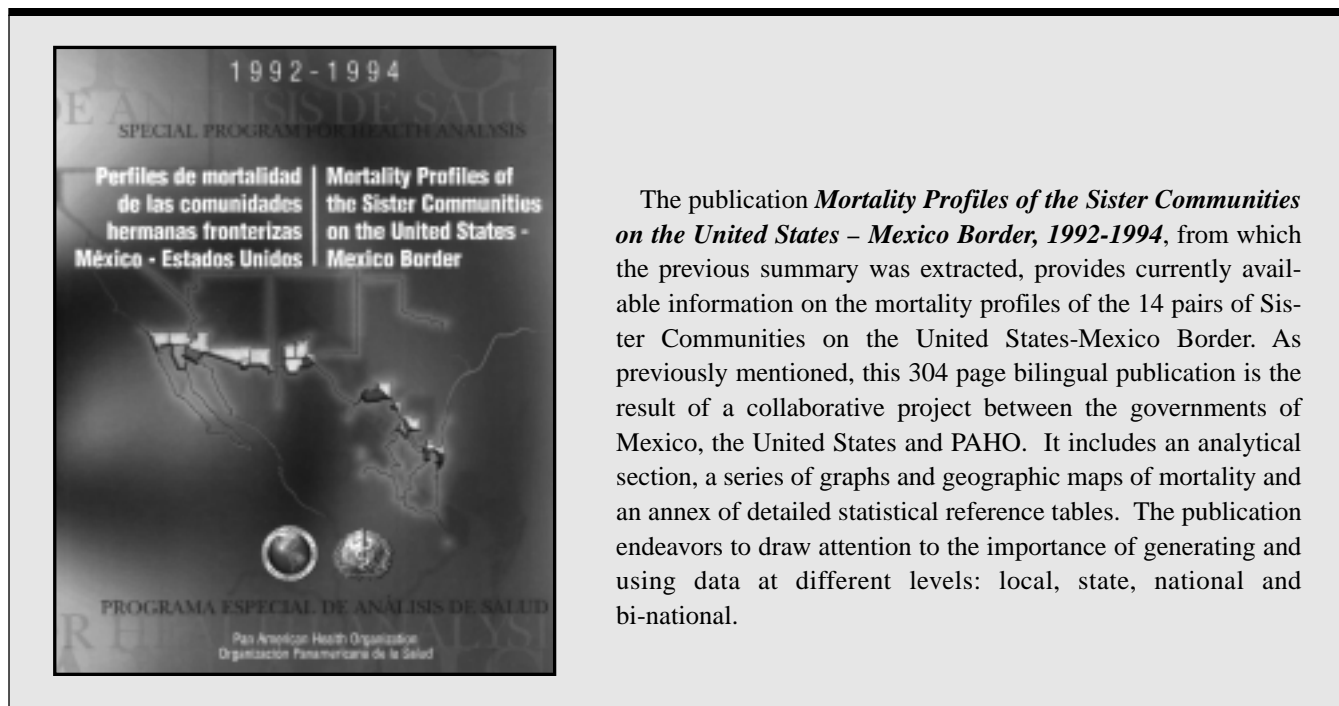 1992-1994
E ANÁLISIS DE SALU
SPECIAL PROGRAM FOR HEALTH ANALYSIS
Perfiles de mortalidad
de las comunidades
hermanas fronterizas
México - Estados Unidos
Mortality Profiles of
the Sister Communities
on the United States -
Mexico Border
PROGRAMA ESPECIAL DE ANÁLISIS DE SALUD
R HEALTH ANALYSI
Pan American Health Organization
Organización Panamericana de la Salud
The publication Mortality Profiles of the Sister Communities
on the United States – Mexico Border, 1992-1994, from which
the previous summary was extracted, provides currently avail-
able information on the mortality profiles of the 14 pairs of Sis-
ter Communities on the United States-Mexico Border. As
previously mentioned, this 304 page bilingual publication is the
result of a collaborative project between the governments of
Mexico, the United States and PAHO. It includes an analytical
section, a series of graphs and geographic maps of mortality and
an annex of detailed statistical reference tables. The publication
endeavors to draw attention to the importance of generating and
using data at different levels: local, state, national and
bi-national.